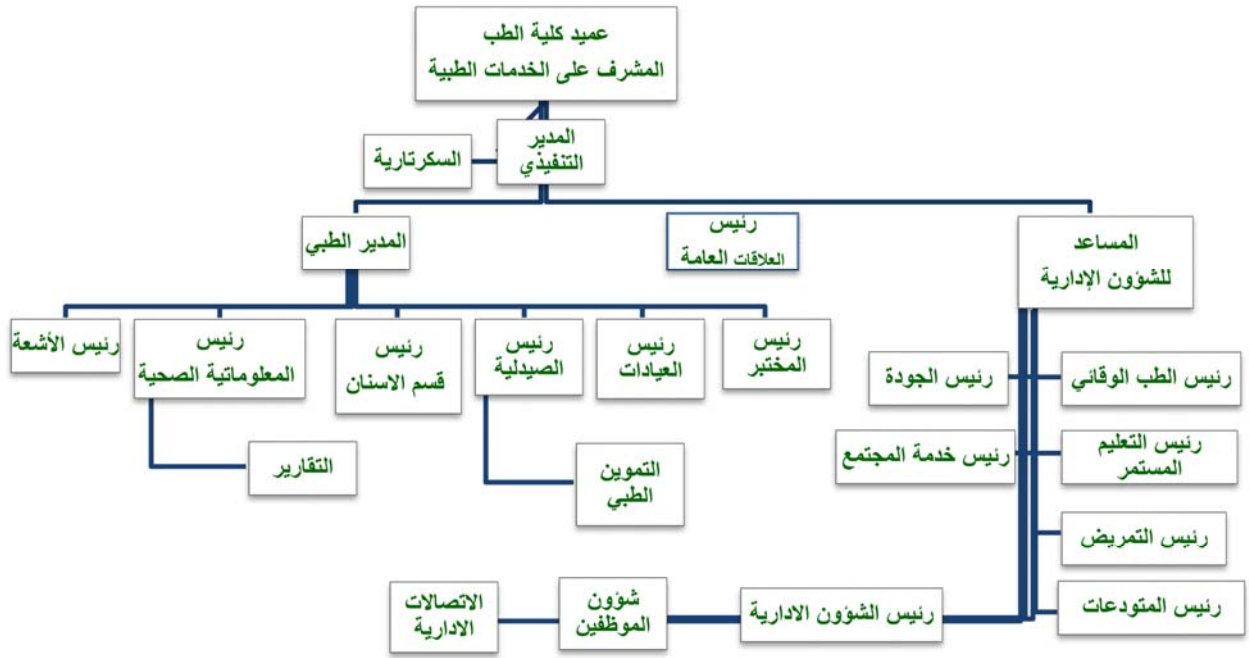 عميد كلية الطب
المشرف على الخدمات الطبية
المدير
التنفيذي
السكرتارية
المساعد
للشؤون الإدارية
رئيس
العلاقات العامة
المدير الطبي
رئيس
المختبر
رئيس
العيادات
رئيس
الصيدلية
رئيس
قسم الاسنان
رئيس
المعلوماتية الصحية
رئيس الأشعة
رئيس الطب الوقائي
رئيس الجودة
رئيس التعليم
المستمر
رئيس خدمة المجتمع
التموين
الطبي
التقارير
رئيس التمريض
رئيس المتودعات
رئيس الشؤون الادارية
شؤون
الموظفين
الاتصالات
الادارية